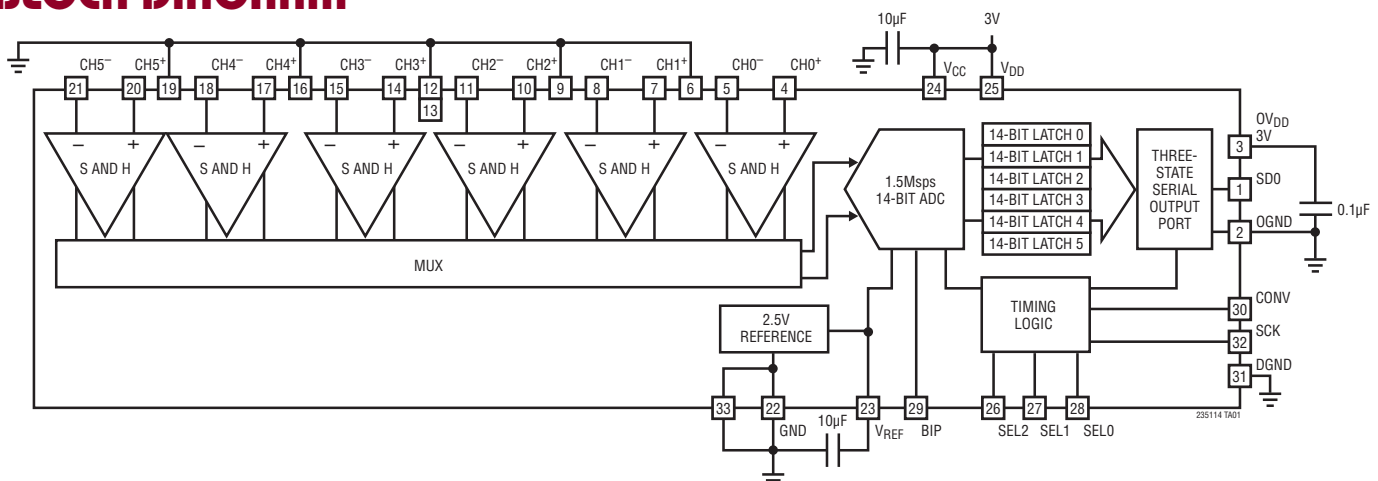 BLOCK DIAGRAM
10µF 3V
CH5– CH5+ CH4– CH4+ CH3– CH3+ CH2– CH2+ CH1– CH1+ CH0– CH0+
VCC VDD
21 20 19 18 17 16 15 14 12 11 10 9 8 7 6 5 4 24 25
13
OVDD
3V
– + – + – + – + – + – +
S AND H S AND H S AND H S AND H S AND H S AND H
1.5Msps
14-BIT ADC
14-BIT LATCH 0
14-BIT LATCH 1
14-BIT LATCH 2
14-BIT LATCH 3
14-BIT LATCH 4
14-BIT LATCH 5
THREE-
STATE
SERIAL
OUTPUT
PORT
3
SD0
1
0.1µF
OGND
2
MUX
2.5V
REFERENCE
TIMING
LOGIC
CONV
30
SCK
32
DGND
31
33 22 23 29 26 27 28
235114 TA01
GND 10µF VREF BIP SEL2 SEL1 SEL0